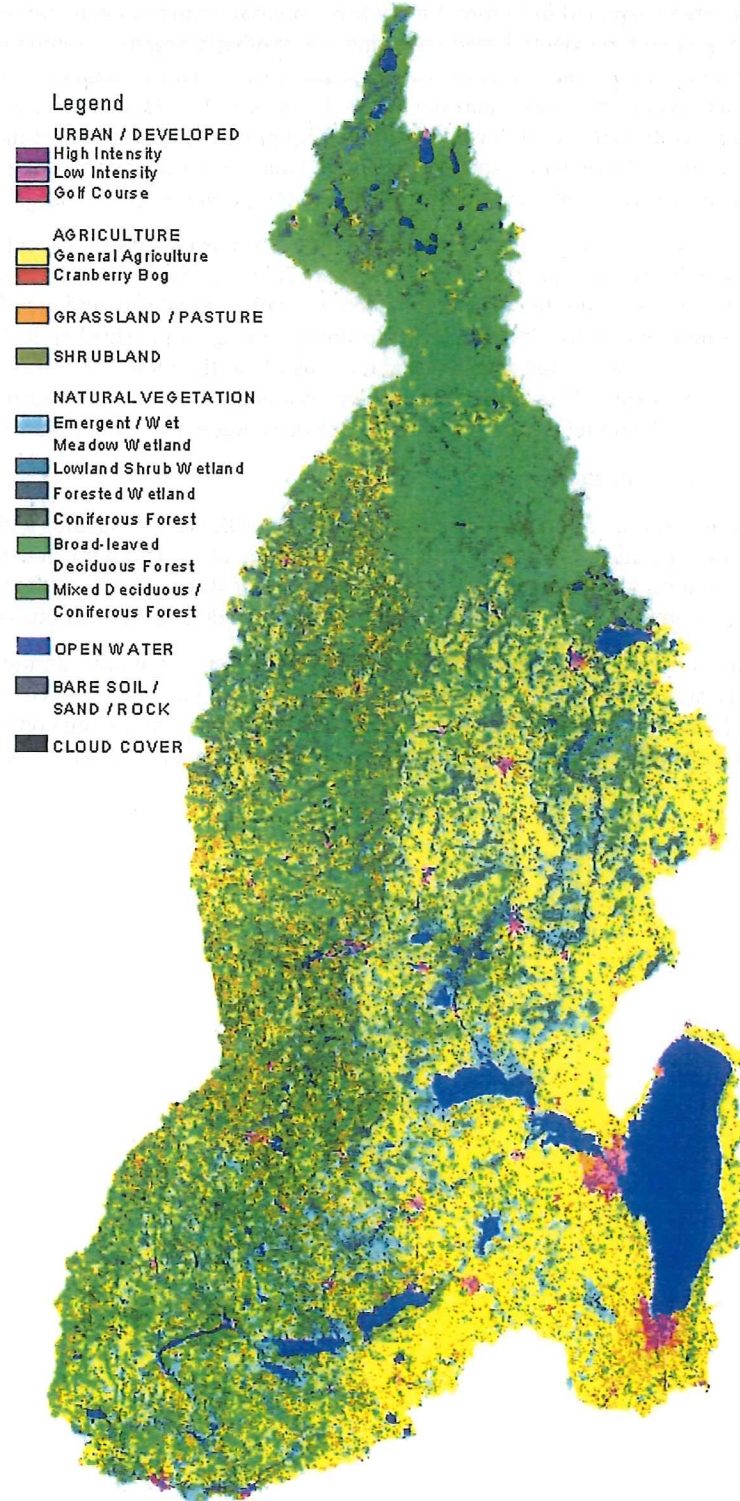 Legend
URBAN / DEVELOPED
High Intensity
Low Intensity
Golf Course
AGRICULTURE
General Agriculture
Cranberry Bog
GRASSLAND / PASTURE
SHRUBLAND
NATURAL VEGETATION
Emergent / Wet
Meadow Wetland
Lowland Shrub Wetland
Forested Wetland
Coniferous Forest
Broad-leaved
Deciduous Forest
Mixed Deciduous /
Coniferous Forest
OPEN WATER
BARE SOIL /
SAND / ROCK
CLOUD COVER